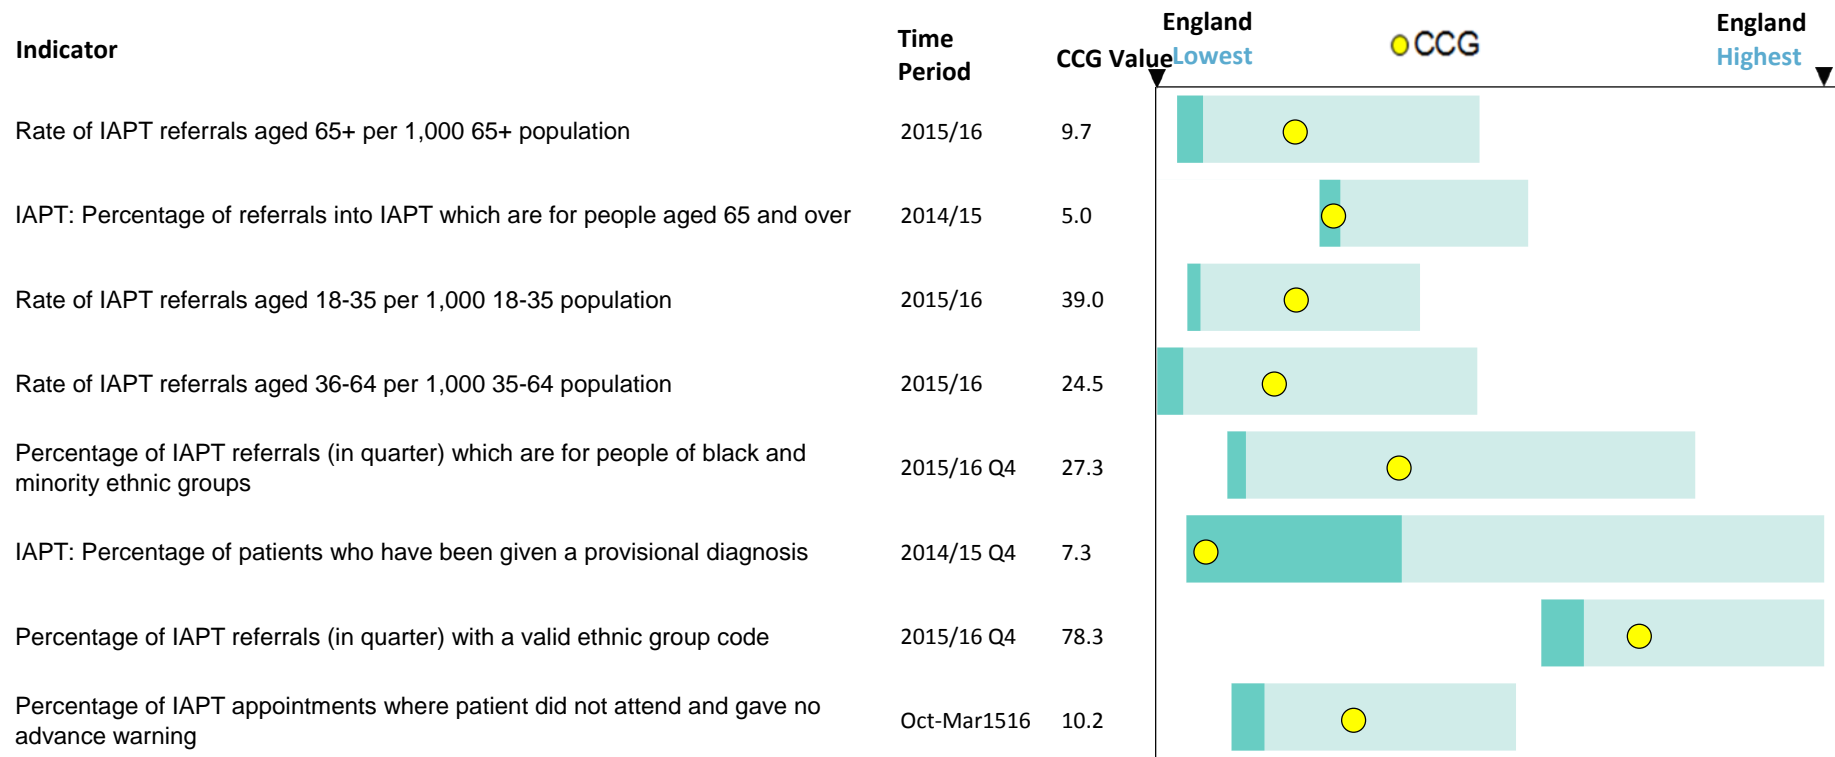 Indicator
Time
Period
CCG Value
England
Lowest
CCG
England
Highest
Rate of IAPT referrals aged 65+ per 1,000 65+ population 2015/16 9.7
IAPT: Percentage of referrals into IAPT which are for people aged 65 and over 2014/15 5.0
Rate of IAPT referrals aged 18-35 per 1,000 18-35 population 2015/16 39.0
Rate of IAPT referrals aged 36-64 per 1,000 35-64 population 2015/16 24.5
Percentage of IAPT referrals (in quarter) which are for people of black and
minority ethnic groups 2015/16 Q4 27.3
IAPT: Percentage of patients who have been given a provisional diagnosis 2014/15 Q4 7.3
Percentage of IAPT referrals (in quarter) with a valid ethnic group code 2015/16 Q4 78.3
Percentage of IAPT appointments where patient did not attend and gave no
advance warning Oct-Mar1516 10.2